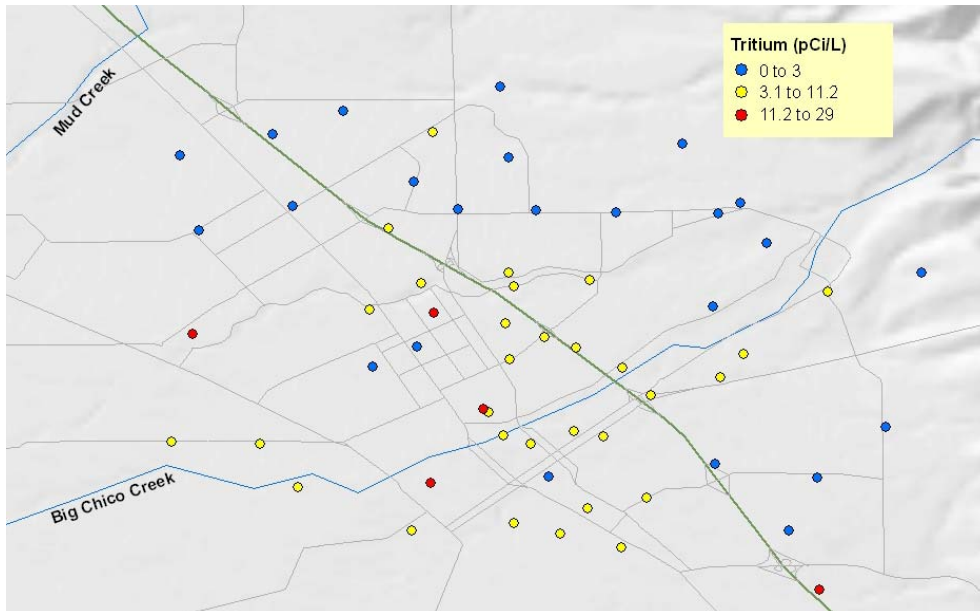 Tritium (pCi/L)
0 to 3
3.1 to 11.2
11.2 to 29
Mud Creek
Big Chico Creek